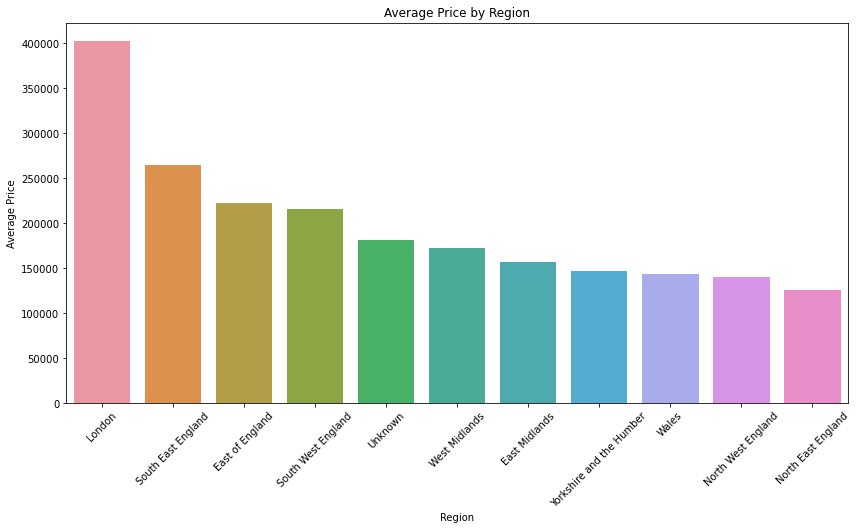 Average Price by Region
Average Price
400000
350000
300000
250000
200000
150000
100000
50000
0
London
South East England
East of England
South West England
Unknown
West Midlands
East Midlands
Yorkshire and the Humber
Wales
North West England
North East England
Region